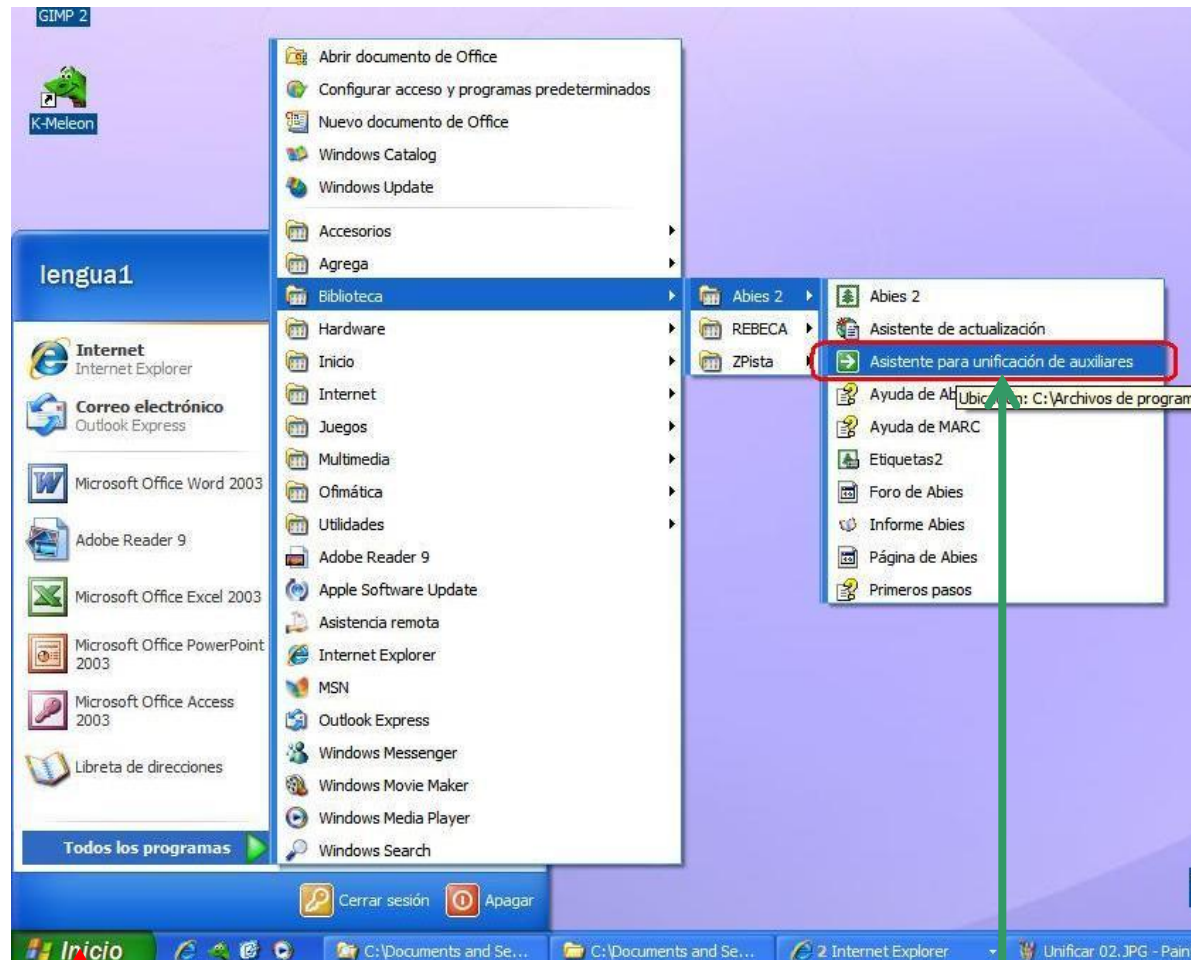 GIMP 2
K-Meleon
lengua1
Internet
Internet Explorer
Correo electrónico
Outlook Express
Microsoft Office Word 2003
Adobe Reader 9
Microsoft Office Excel 2003
Microsoft Office PowerPoint
2003
Microsoft Office Access
2003
Libreta de direcciones
Todos los programas
Abrir documento de Office
Configurar acceso y programas predeterminados
Nuevo documento de Office
Windows Catalog
Windows Update
Accesorios
Agrega
Biblioteca
Hardware
Inicio
Internet
Juegos
Multimedia
Ofimática
Utilidades
Adobe Reader 9
Apple Software Update
Asistencia remota
Internet Explorer
MSN
Outlook Express
Windows Messenger
Windows Movie Maker
Windows Media Player
Windows Search
Abies 2
REBECA
ZPista
Abies 2
Asistente de actualización
Asistente para unificación de auxiliares
Ayuda de Ab
: C:\Archivos de program
Ayuda de MARC
Etiquetas2
Foro de Abies
Informe Abies
Página de Abies
Primeros pasos
Cerrar sesión Apagar
Inicio C:\Documents and Se... C:\Documents and Se... 2 Internet Explorer Unificar 02.JPG - Pain